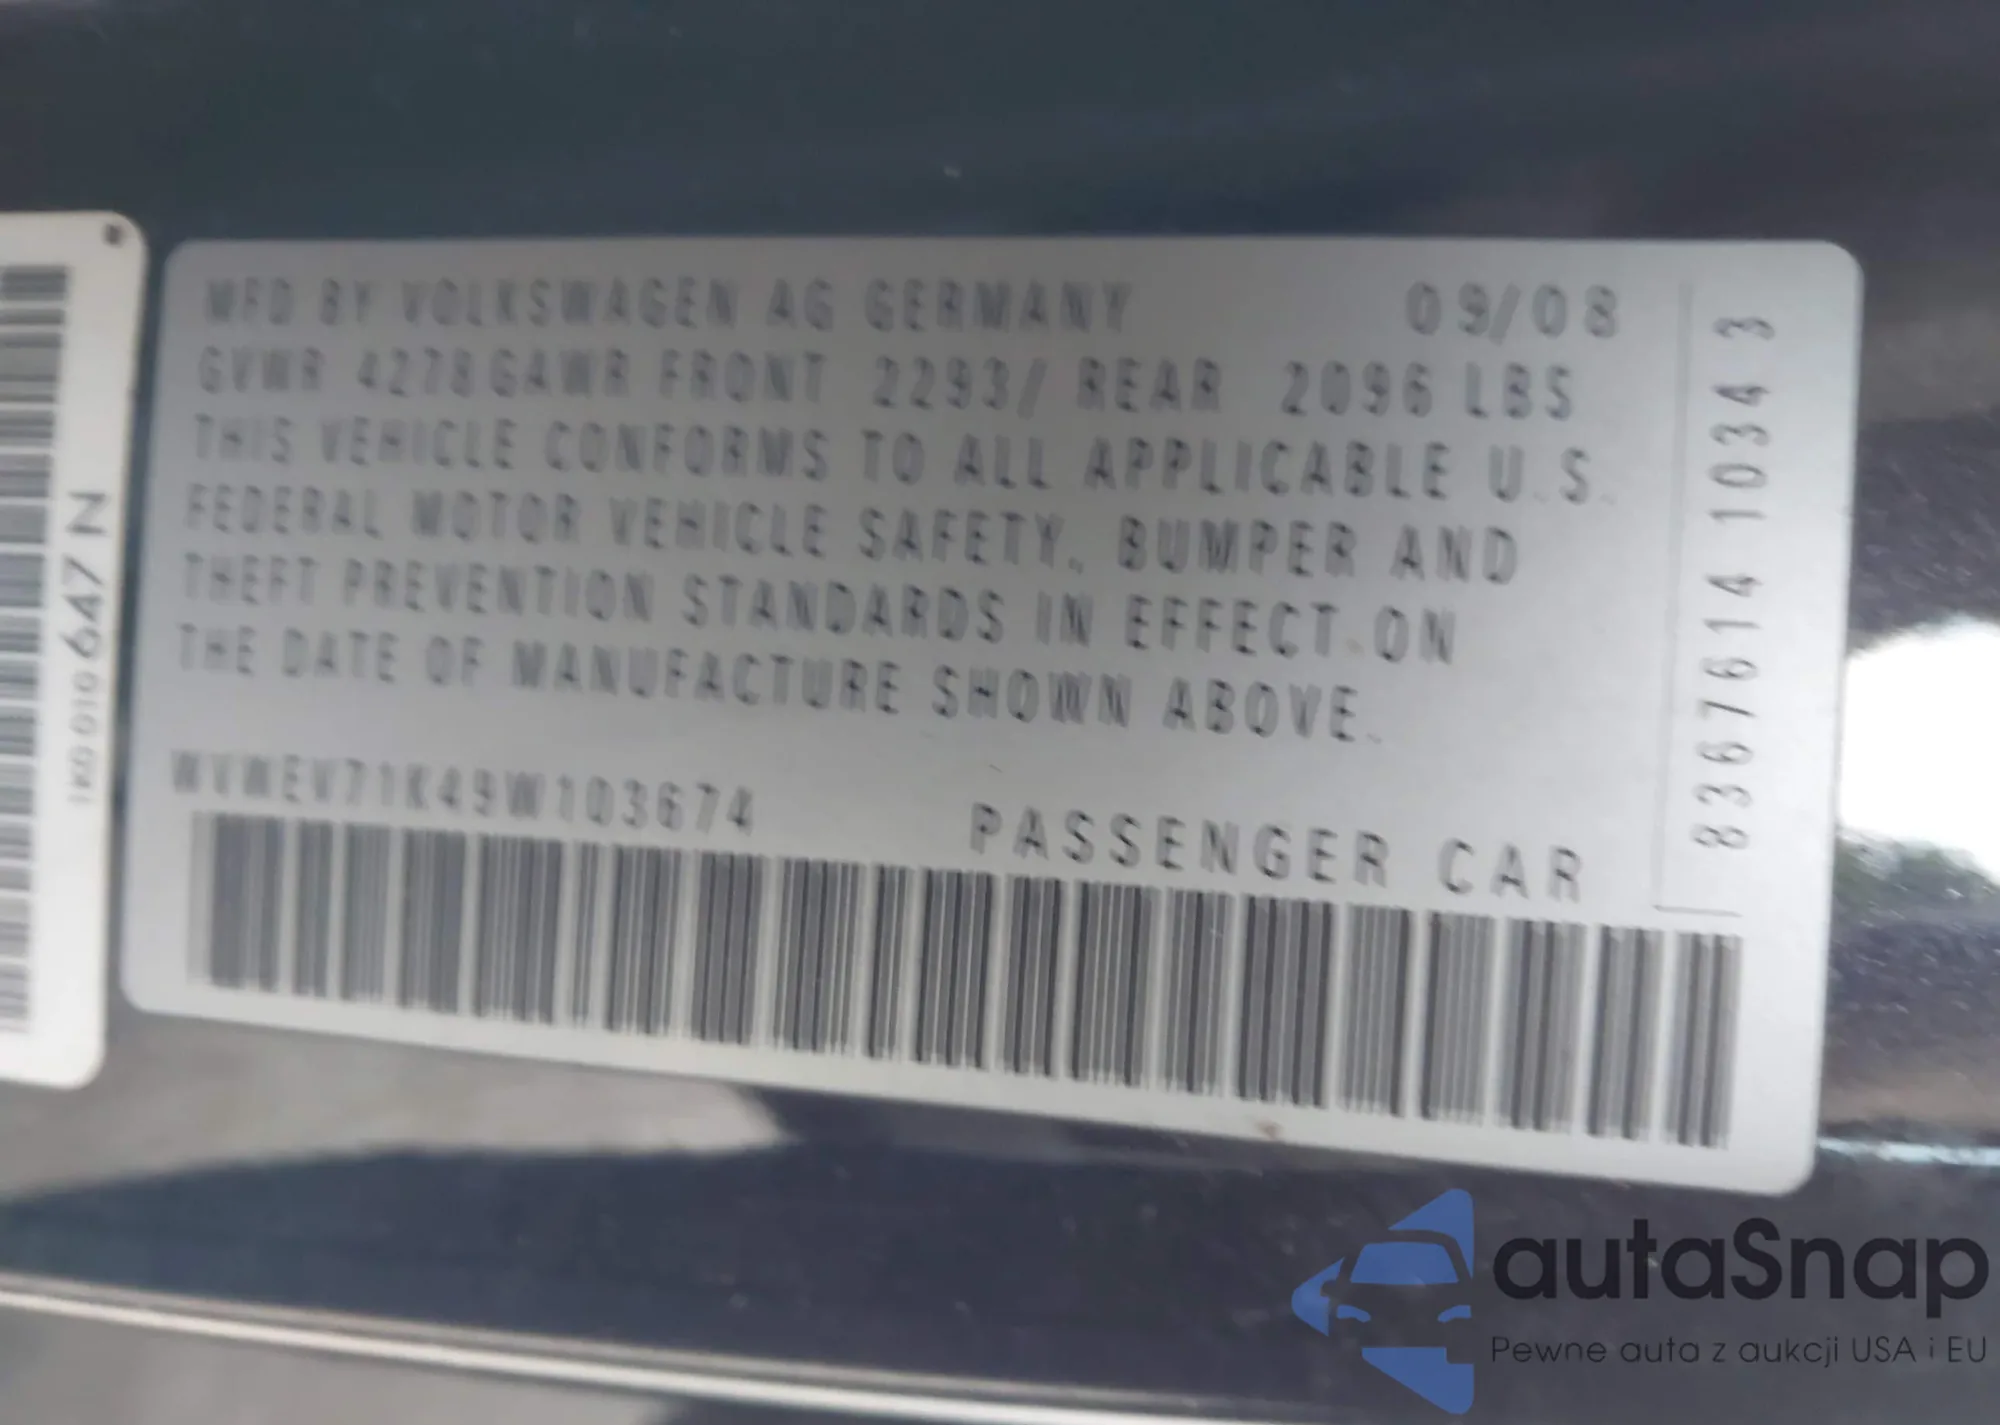 MFD BY VOLKSWAGEN AG GERMANY 09/08
GVWR 4278 GAWR FRONT 2293/ REAR 2096 LBS
THIS VEHICLE CONFORMS TO ALL APPLICABLE U.S.
FEDERAL MOTOR VEHICLE SAFETY, BUMPER AND
THEFT PREVENTION STANDARDS IN EFFECT ON
THE DATE OF MANUFACTURE SHOWN ABOVE.
WVWEV71K49W103674
PASSENGER CAR
8367614 1034 3
1K0 010 647 N
autaSnap
Pewne auta z aukcji USA i EU